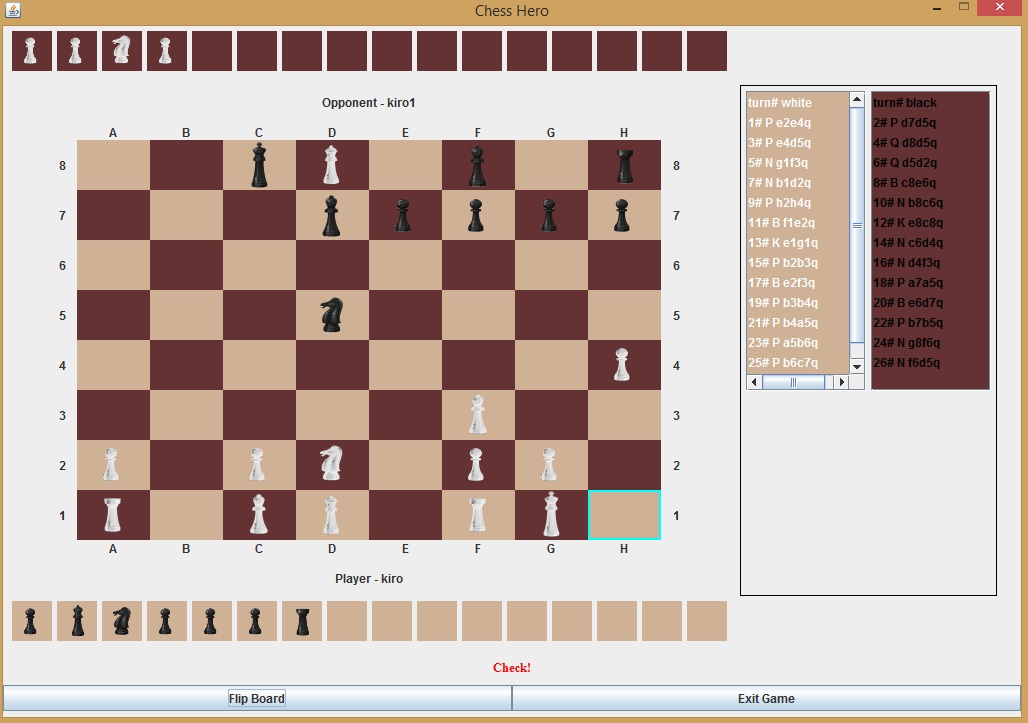 Chess Hero
Opponent - kiro1
A B C D E F G H
8 8
7 7
6 6
5 5
4 4
3 3
2 2
1 1
A B C D E F G H
Player - kiro
turn# white
1# P e2e4q
3# P e4d5q
5# N g1f3q
7# N b1d2q
9# P h2h4q
11# B f1e2q
13# K e1g1q
15# P b2b3q
17# B e2f3q
19# P b3b4q
21# P b4a5q
23# P a5b6q
25# P b6c7q
turn# black
2# P d7d5q
4# Q d8d5q
6# Q d5d2q
8# B c8e6q
10# N b8c6q
12# K e8c8q
14# N c6d4q
16# N d4f3q
18# P a7a5q
20# B e6d7q
22# P b7b5q
24# N g8f6q
26# N f6d5q
Check!
Flip Board
Exit Game